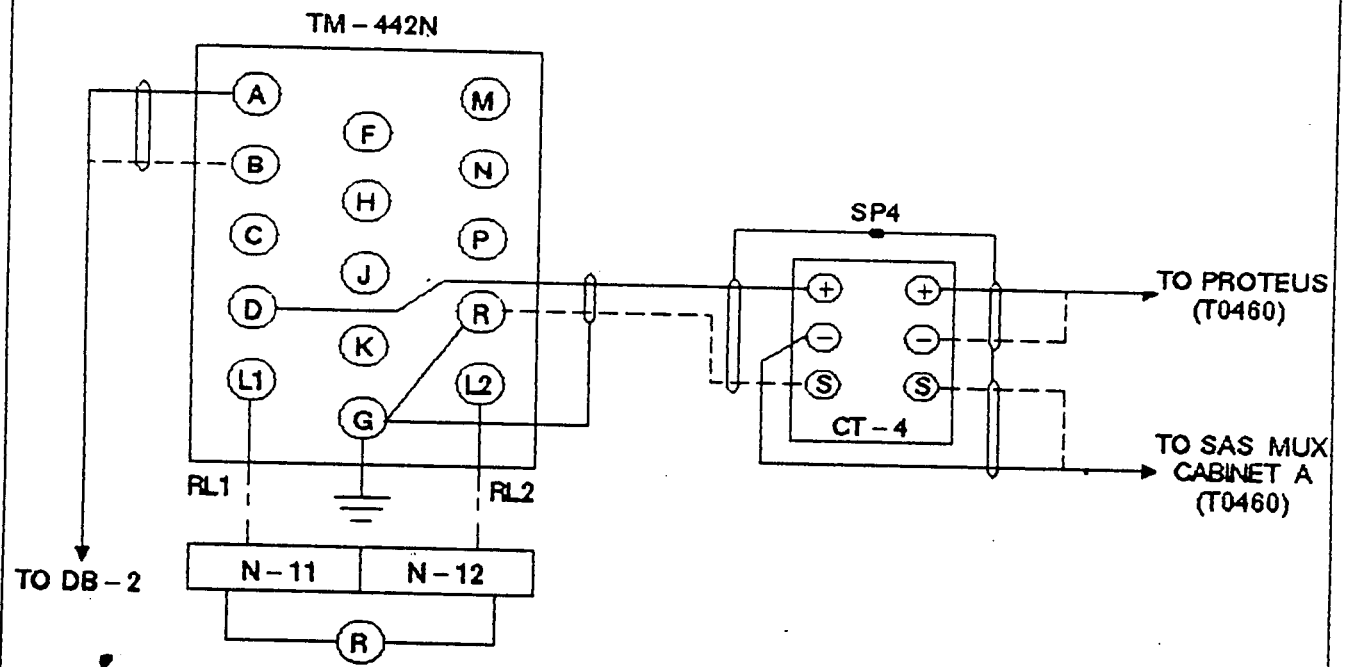 TM-442N
A
M
F
B
N
H
C
P
J
SP4
D
R
K
L1
L2
G
+
+
-
-
S
S
CT-4
TO PROTEUS
(T0460)
TO SAS MUX
CABINET A
(T0460)
RL1
RL2
TO DB-2
N-11
N-12
R